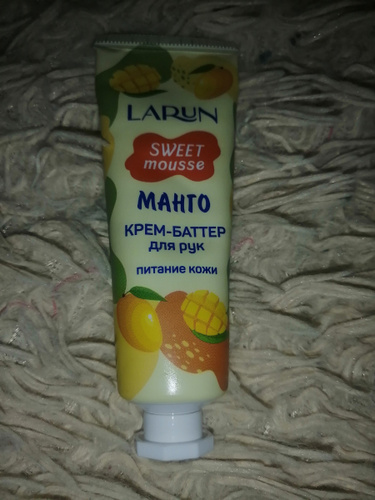 LARUN
SWEET
mousse
МАНГО
КРЕМ-БАТТЕР
для рук
питание кожи